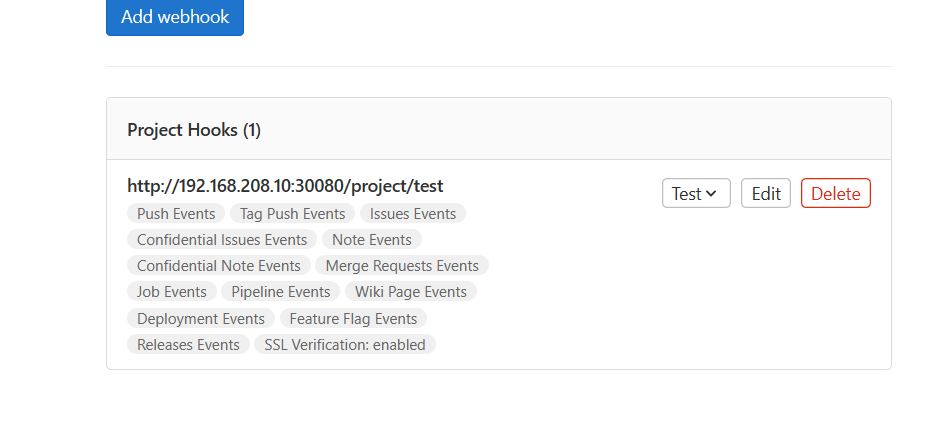 Add webhook
Project Hooks (1)
http://192.168.208.10:30080/project/test
Test Edit Delete
Push Events Tag Push Events Issues Events
Confidential Issues Events Note Events
Confidential Note Events Merge Requests Events
Job Events Pipeline Events Wiki Page Events
Deployment Events Feature Flag Events
Releases Events SSL Verification: enabled